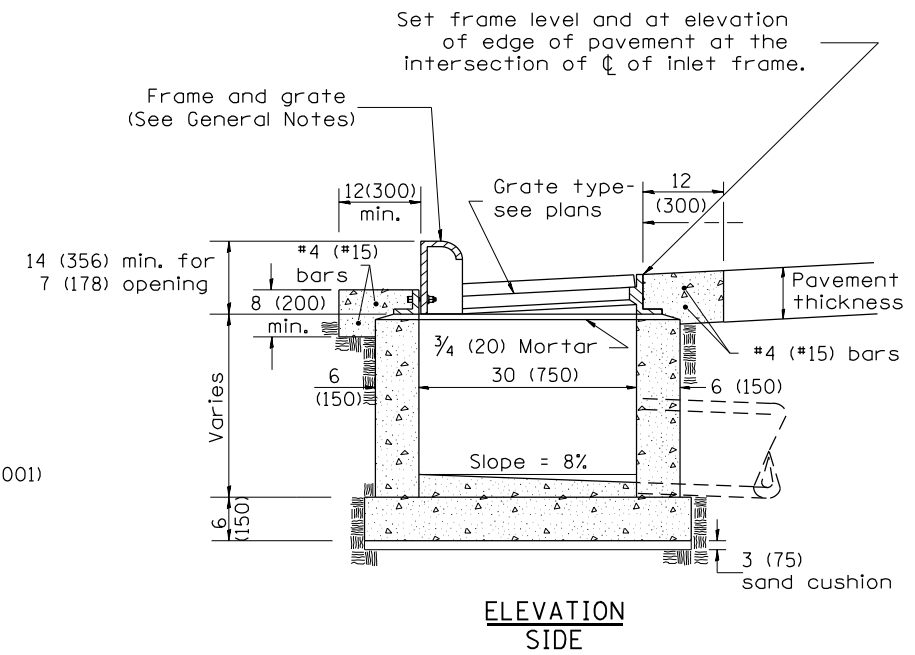 Set frame level and at elevation
of edge of pavement at the
intersection of ℄ of inlet frame.
Frame and grate
(See General Notes)
12(300)
min.
Grate type-
see plans
12
(300)
14 (356) min. for
7 (178) opening
#4 (#15)
bars
8 (200)
min.
Pavement
thickness
3/4 (20) Mortar
#4 (#15) bars
6
(150)
30 (750)
6 (150)
Varies
Slope = 8%
001)
6
(150)
3 (75)
sand cushion
ELEVATION
SIDE